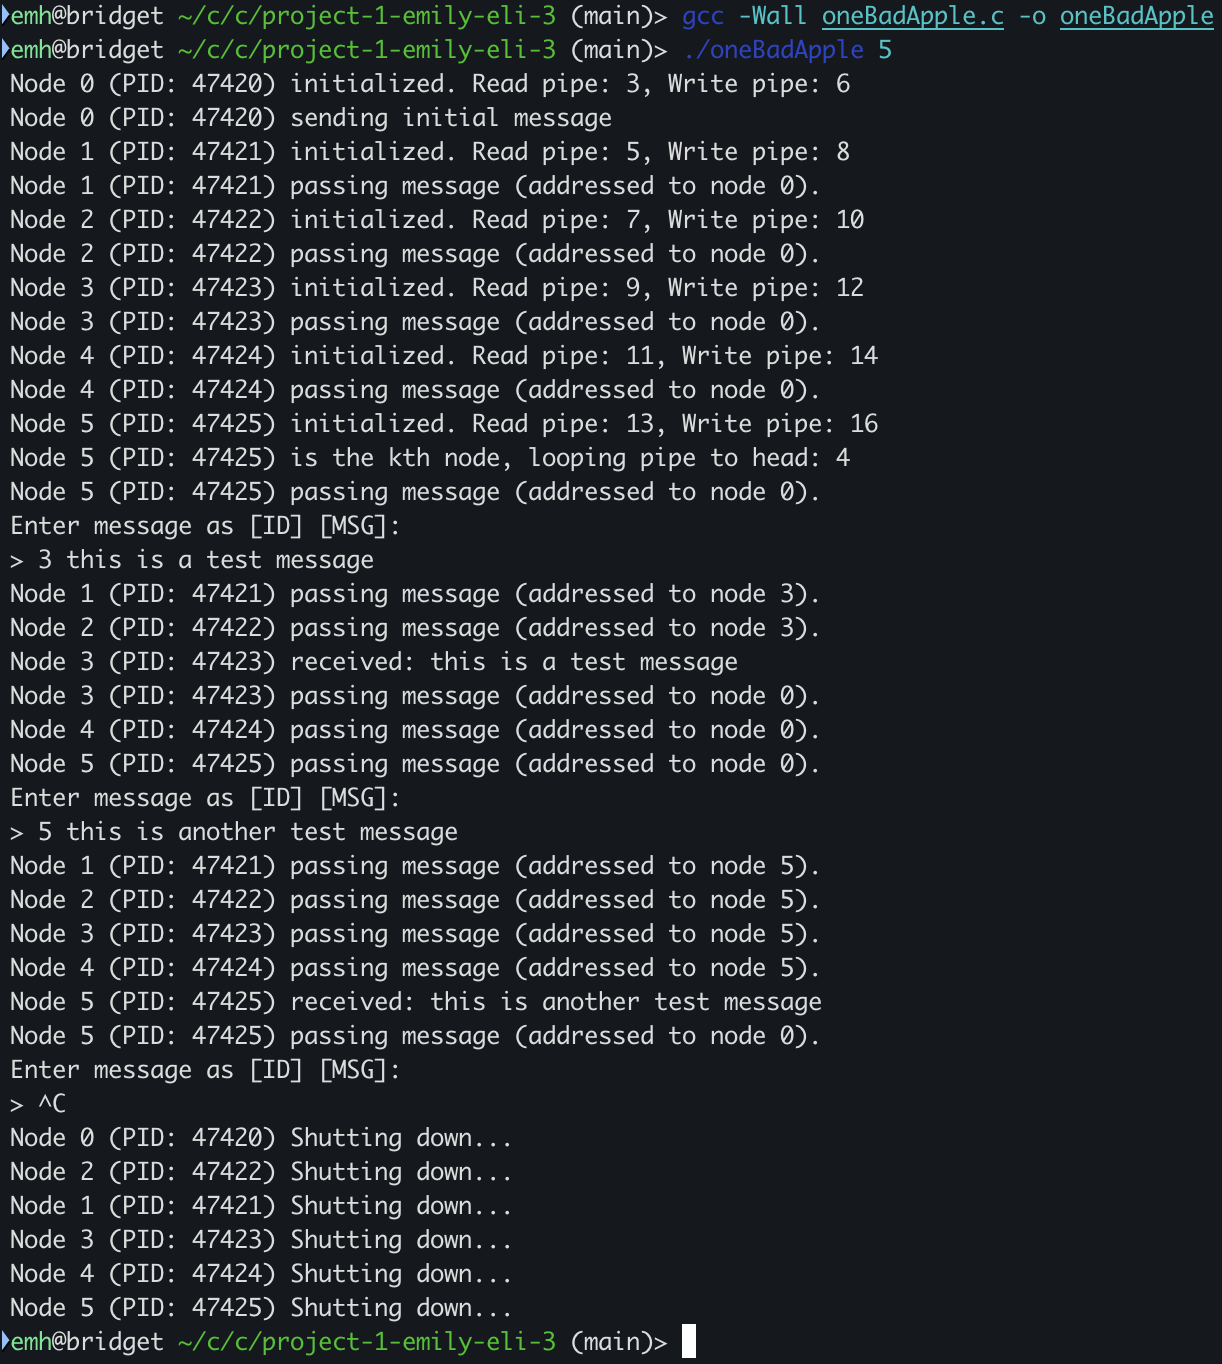 emh@bridget ~/c/c/project-1-emily-eli-3 (main)> gcc -Wall oneBadApple.c -o oneBadApple
emh@bridget ~/c/c/project-1-emily-eli-3 (main)> ./oneBadApple 5
Node 0 (PID: 47420) initialized. Read pipe: 3, Write pipe: 6
Node 0 (PID: 47420) sending initial message
Node 1 (PID: 47421) initialized. Read pipe: 5, Write pipe: 8
Node 1 (PID: 47421) passing message (addressed to node 0).
Node 2 (PID: 47422) initialized. Read pipe: 7, Write pipe: 10
Node 2 (PID: 47422) passing message (addressed to node 0).
Node 3 (PID: 47423) initialized. Read pipe: 9, Write pipe: 12
Node 3 (PID: 47423) passing message (addressed to node 0).
Node 4 (PID: 47424) initialized. Read pipe: 11, Write pipe: 14
Node 4 (PID: 47424) passing message (addressed to node 0).
Node 5 (PID: 47425) initialized. Read pipe: 13, Write pipe: 16
Node 5 (PID: 47425) is the kth node, looping pipe to head: 4
Node 5 (PID: 47425) passing message (addressed to node 0).
Enter message as [ID] [MSG]:
> 3 this is a test message
Node 1 (PID: 47421) passing message (addressed to node 3).
Node 2 (PID: 47422) passing message (addressed to node 3).
Node 3 (PID: 47423) received: this is a test message
Node 3 (PID: 47423) passing message (addressed to node 0).
Node 4 (PID: 47424) passing message (addressed to node 0).
Node 5 (PID: 47425) passing message (addressed to node 0).
Enter message as [ID] [MSG]:
> 5 this is another test message
Node 1 (PID: 47421) passing message (addressed to node 5).
Node 2 (PID: 47422) passing message (addressed to node 5).
Node 3 (PID: 47423) passing message (addressed to node 5).
Node 4 (PID: 47424) passing message (addressed to node 5).
Node 5 (PID: 47425) received: this is another test message
Node 5 (PID: 47425) passing message (addressed to node 0).
Enter message as [ID] [MSG]:
> ^C
Node 0 (PID: 47420) Shutting down...
Node 2 (PID: 47422) Shutting down...
Node 1 (PID: 47421) Shutting down...
Node 3 (PID: 47423) Shutting down...
Node 4 (PID: 47424) Shutting down...
Node 5 (PID: 47425) Shutting down...
emh@bridget ~/c/c/project-1-emily-eli-3 (main)>